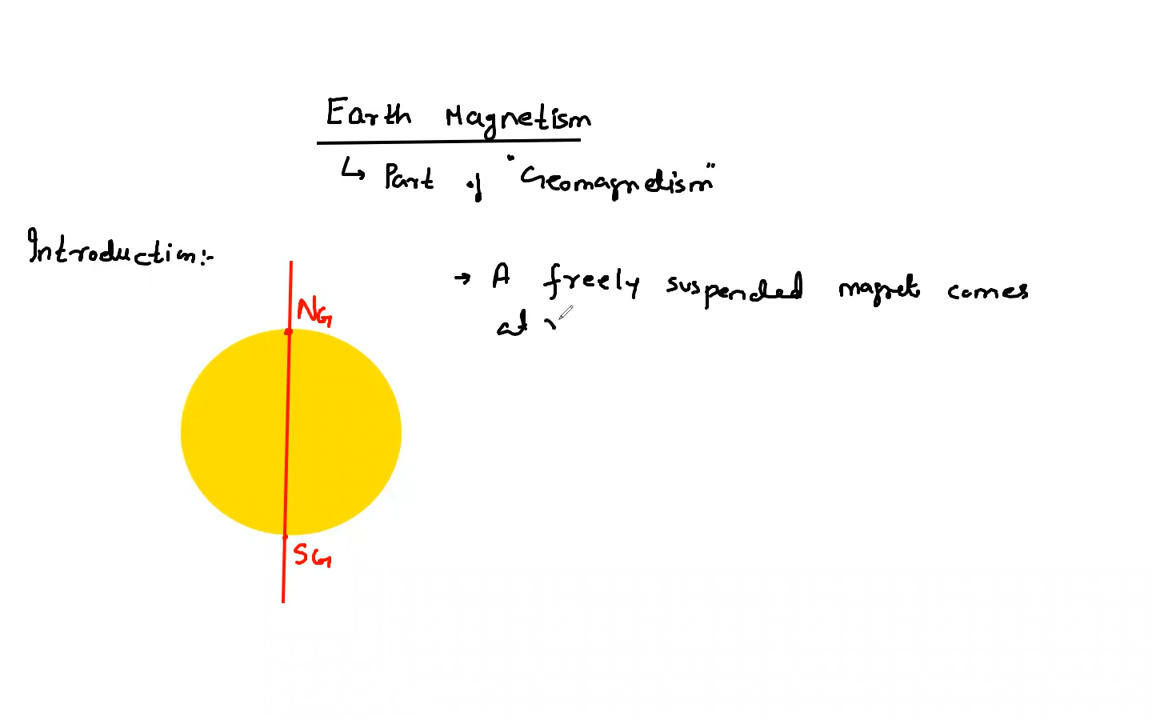 Earth Magnetism
↳ Part of "Geomagnetism"
Introduction:-
NG
→ A freely suspended magnet comes
at
SG